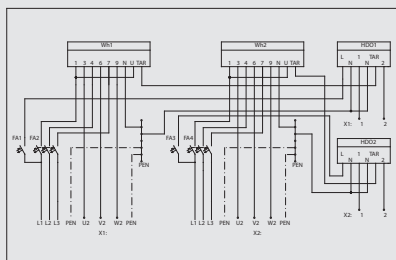 Wh1 Wh2 HDO1
1 3 4 6 7 9 N U TAR 1 3 4 6 7 9 N U TAR L 1 TAR
N N 2
X1: 1 2
FA1 FA2 FA3 FA4 HDO2
L 1 TAR
N N 2
PEN PEN
X2: 1 2
L1 L2 L3 PEN U2 V2 W2 PEN L1 L2 L3 PEN U2 V2 W2 PEN
X1: X2: